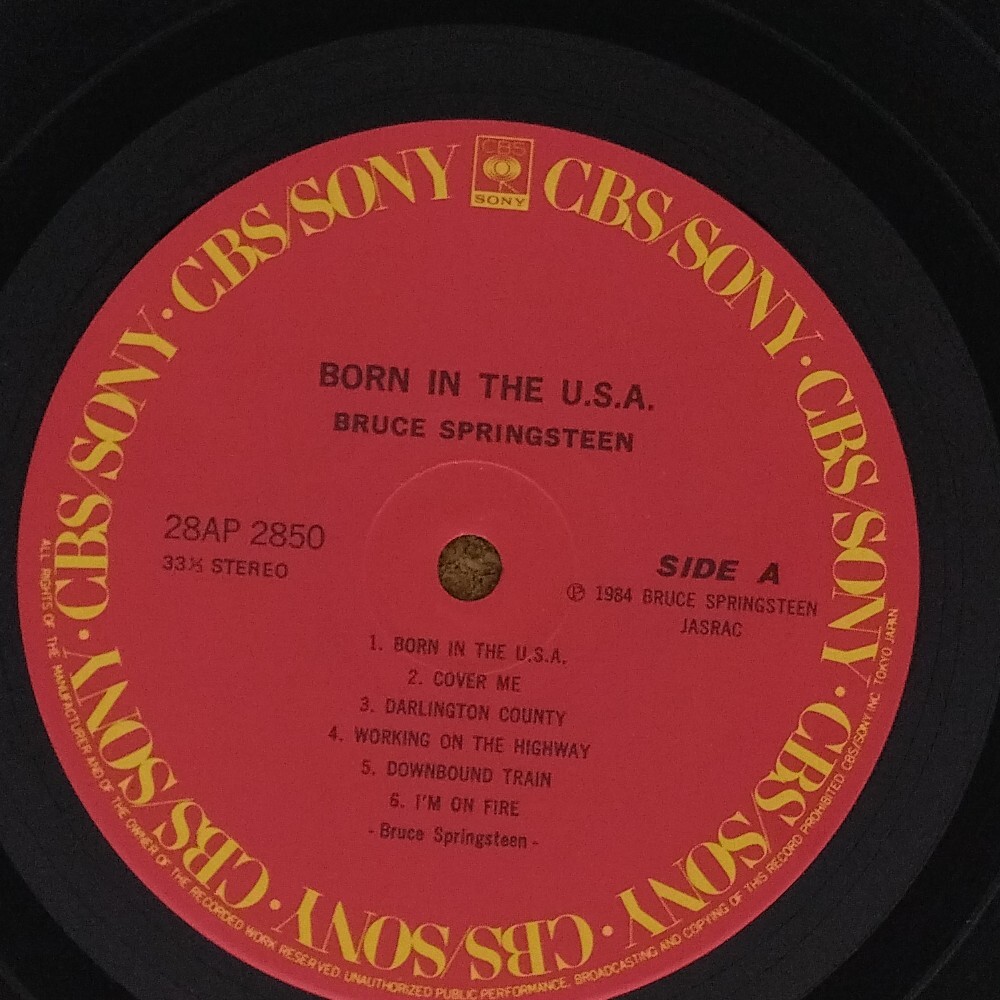 CBS
SONY
CBS/SONY · CBS/SONY · CBS/SONY · CBS/SONY · CBS/SONY · CBS/SONY · CBS/SONY · CBS/SONY · CBS/SONY
BORN IN THE U.S.A.
BRUCE SPRINGSTEEN
28AP 2850
33⅓ STEREO
SIDE A
Ⓟ 1984 BRUCE SPRINGSTEEN
JASRAC
1. BORN IN THE U.S.A.
2. COVER ME
3. DARLINGTON COUNTY
4. WORKING ON THE HIGHWAY
5. DOWNBOUND TRAIN
6. I'M ON FIRE
- Bruce Springsteen -
ALL RIGHTS OF THE MANUFACTURER AND OF THE OWNER OF THE RECORDED WORK RESERVED. UNAUTHORIZED PUBLIC PERFORMANCE, BROADCASTING AND COPYING OF THIS RECORD PROHIBITED CBS/SONY INC. TOKYO JAPAN